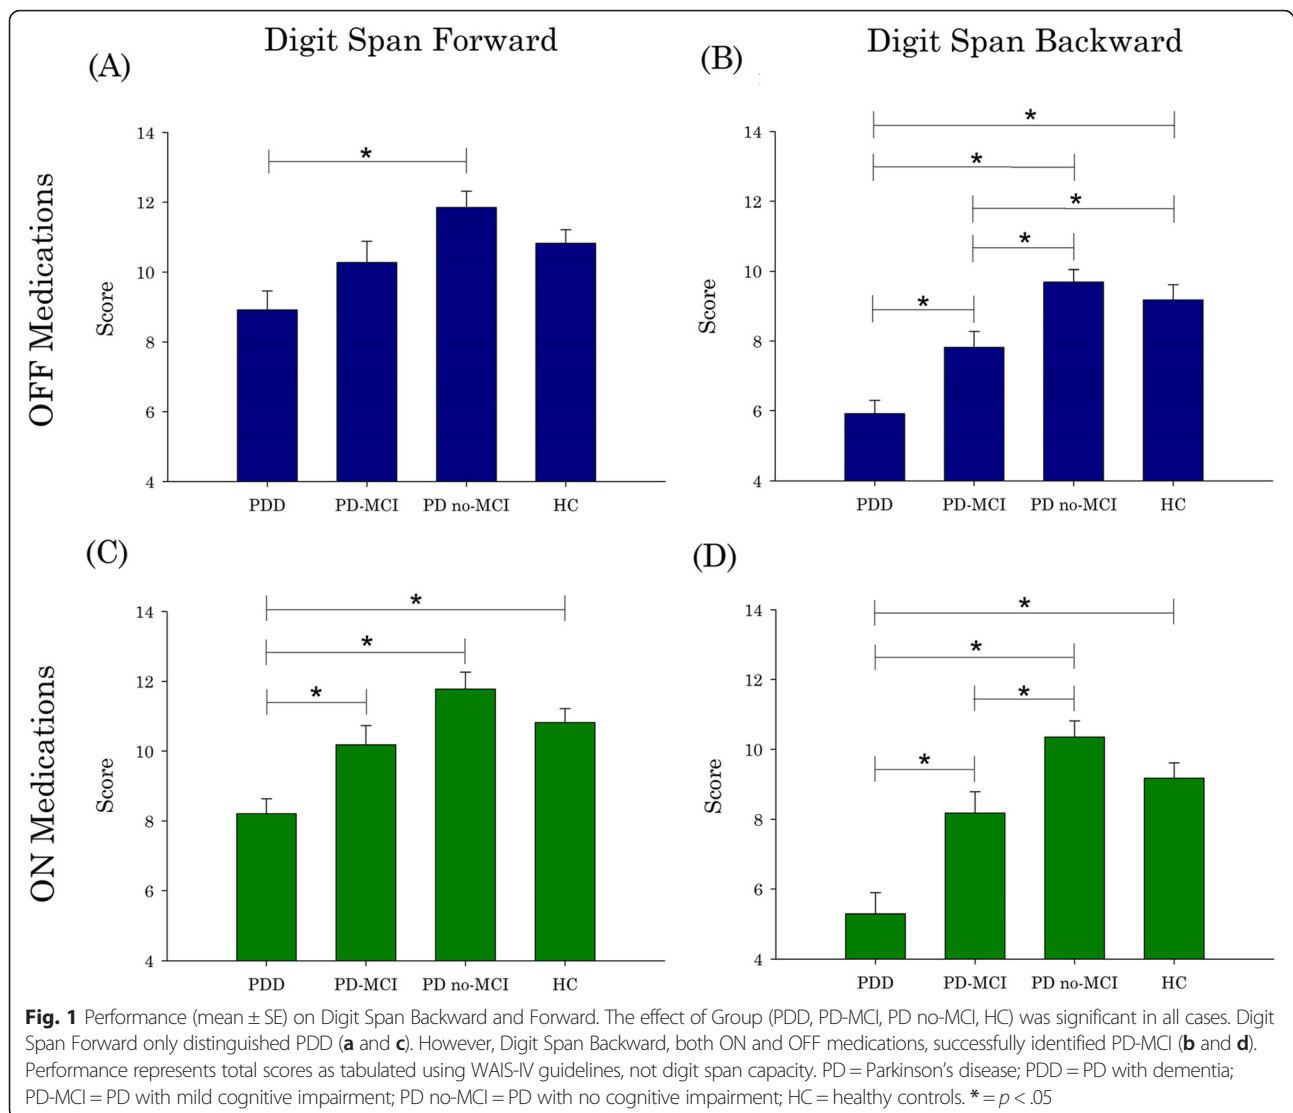 Digit Span Forward
Digit Span Backward
(A)
(B)
OFF Medications
Score
14
12
10
8
6
4
*
PDD
PD-MCI
PD no-MCI
HC
Score
14
12
10
8
6
4
*
*
*
*
*
PDD
PD-MCI
PD no-MCI
HC
(C)
(D)
ON Medications
Score
14
12
10
8
6
4
*
*
*
PDD
PD-MCI
PD no-MCI
HC
Score
14
12
10
8
6
4
*
*
*
*
PDD
PD-MCI
PD no-MCI
HC
Fig. 1 Performance (mean ± SE) on Digit Span Backward and Forward. The effect of Group (PDD, PD-MCI, PD no-MCI, HC) was significant in all cases. Digit
Span Forward only distinguished PDD (a and c). However, Digit Span Backward, both ON and OFF medications, successfully identified PD-MCI (b and d).
Performance represents total scores as tabulated using WAIS-IV guidelines, not digit span capacity. PD = Parkinson's disease; PDD = PD with dementia;
PD-MCI = PD with mild cognitive impairment; PD no-MCI = PD with no cognitive impairment; HC = healthy controls. * = p < .05